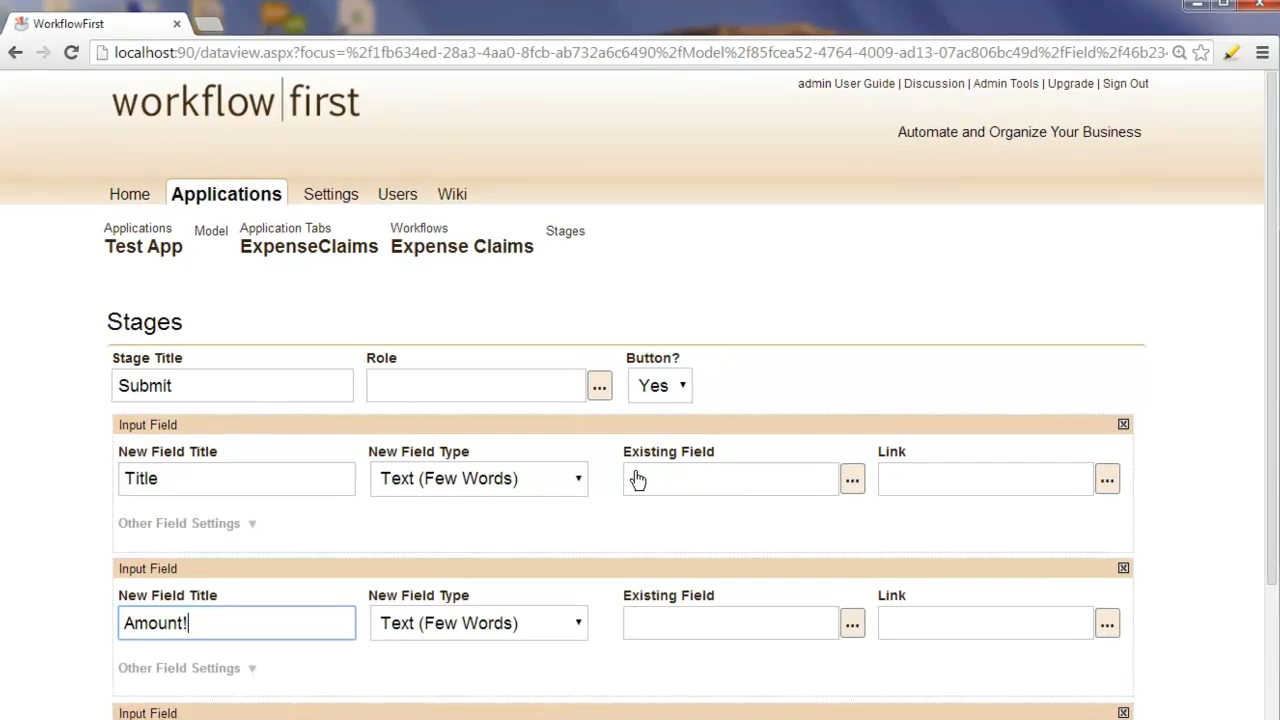 WorkflowFirst
localhost:90/dataview.aspx?focus=%2f1fb634ed-28a3-4aa0-8fcb-ab732a6c6490%2fModel%2f85fcea52-4764-4009-ad13-07ac806bc49d%2fField%2f46b23
workflow|first
admin User Guide | Discussion | Admin Tools | Upgrade | Sign Out
Automate and Organize Your Business
Home Applications Settings Users Wiki
Applications Model Application Tabs Workflows Stages
Test App ExpenseClaims Expense Claims
Stages
Stage Title Role Button?
Submit ... Yes
Input Field
New Field Title New Field Type Existing Field Link
Title Text (Few Words) ... ...
Other Field Settings
Input Field
New Field Title New Field Type Existing Field Link
Amount! Text (Few Words) ... ...
Other Field Settings
Input Field